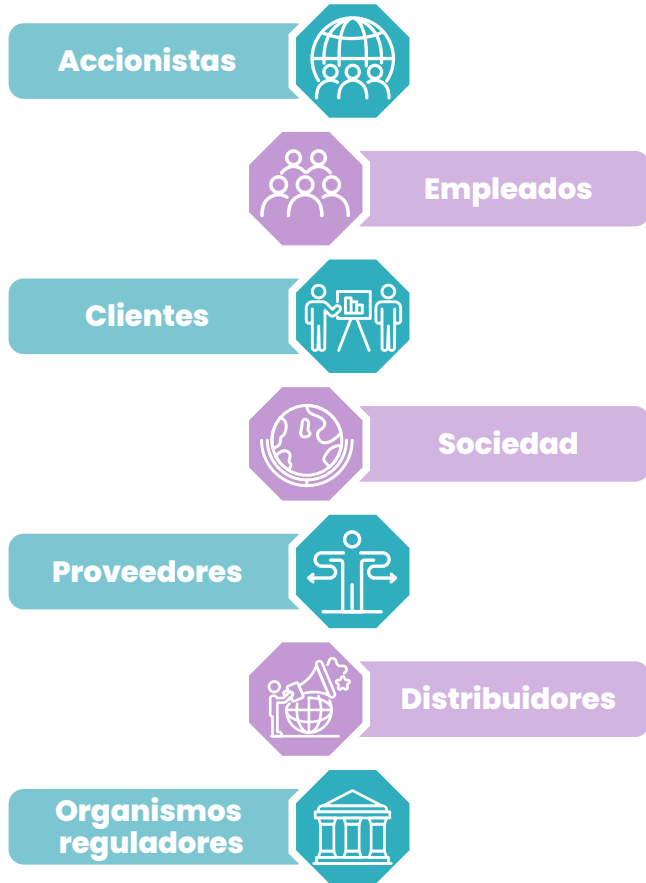 Accionistas
Empleados
Clientes
Sociedad
Proveedores
Distribuidores
Organismos
reguladores